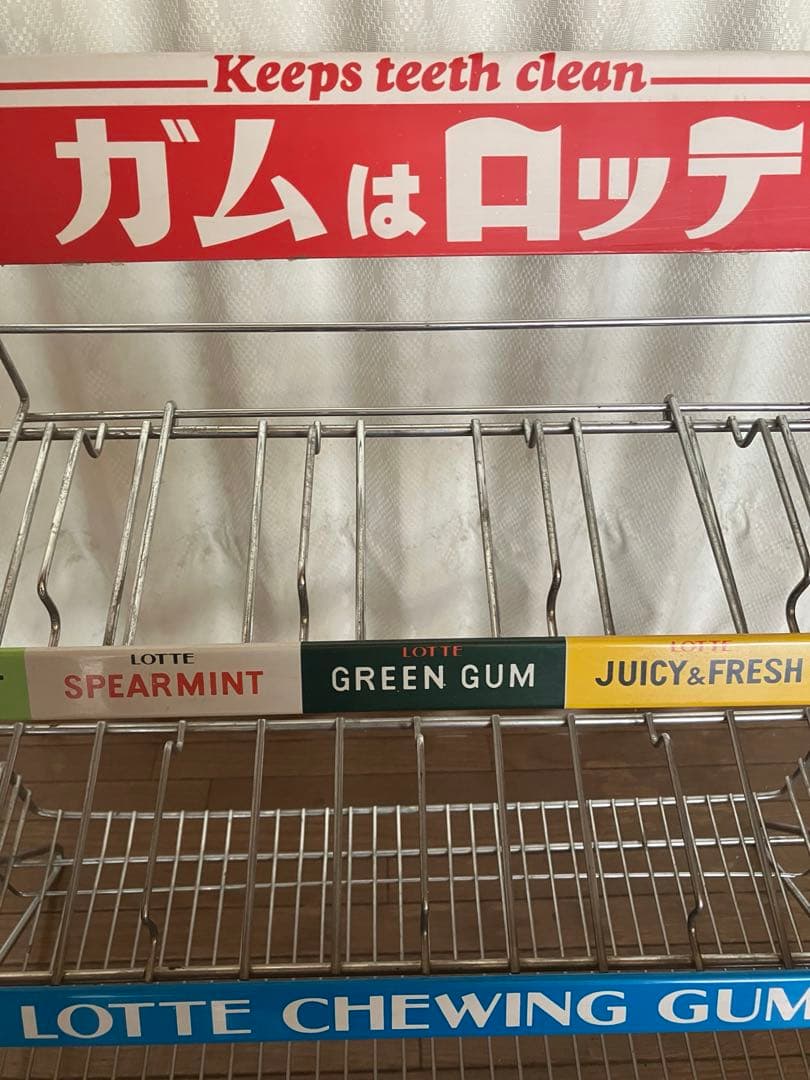 Keeps teeth clean
ガムはロッテ
LOTTE
SPEARMINT
LOTTE
GREEN GUM
LOTTE
JUICY&FRESH
LOTTE CHEWING GUM